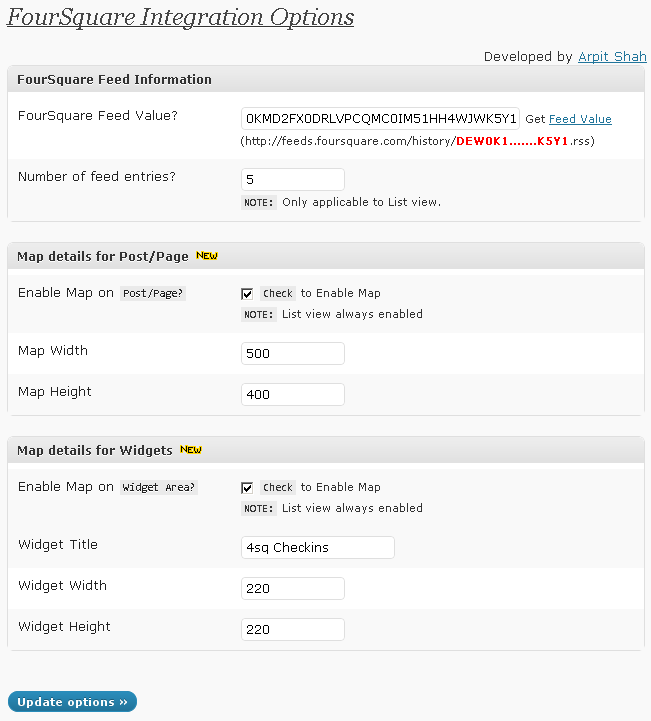 FourSquare Integration Options
Developed by Arpit Shah
FourSquare Feed Information
FourSquare Feed Value? 0KMD2FX0DRLVPCQMC0IM51HH4WJWK5Y1 Get Feed Value
(http://feeds.foursquare.com/history/DEWOK1.......K5Y1.rss)
Number of feed entries? 5
NOTE: Only applicable to List view.
Map details for Post/Page NEW
Enable Map on Post/Page? Check to Enable Map
NOTE: List view always enabled
Map Width 500
Map Height 400
Map details for Widgets NEW
Enable Map on Widget Area? Check to Enable Map
NOTE: List view always enabled
Widget Title 4sq Checkins
Widget Width 220
Widget Height 220
Update options »